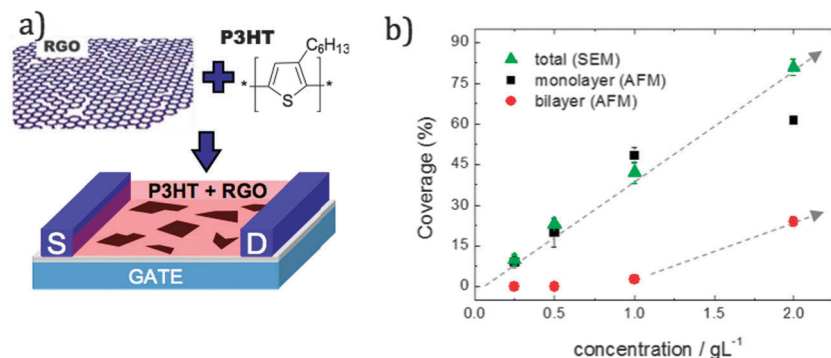 a)
RGO
P3HT
C₆H₁₃
*
S
*
P3HT + RGO
S
D
GATE
b)
90
75
60
45
30
15
0
Coverage (%)
total (SEM)
monolayer (AFM)
bilayer (AFM)
0.0
0.5
1.0
1.5
2.0
concentration / gL⁻¹